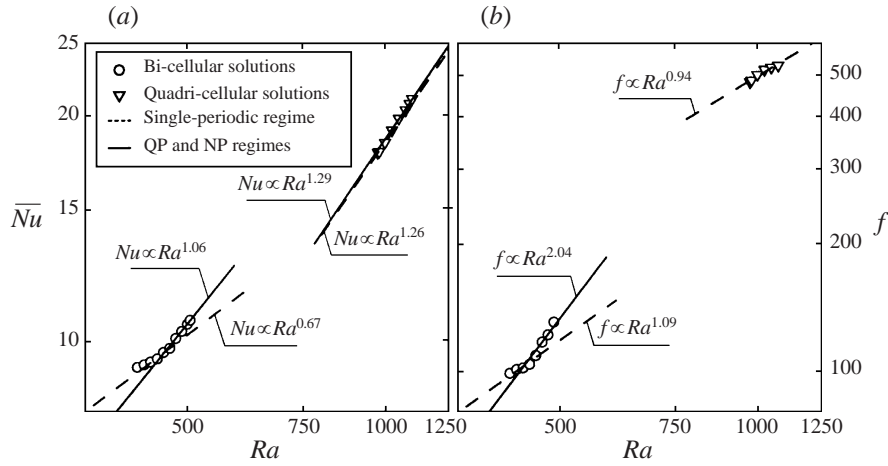 (a)
(b)
25
20
15
10
Bi-cellular solutions
Quadri-cellular solutions
Single-periodic regime
QP and NP regimes
Nu∝Ra^1.29
Nu∝Ra^1.26
Nu∝Ra^1.06
Nu∝Ra^0.67
Nu
500
1000
1250
Ra
f∝Ra^0.94
f∝Ra^2.04
f∝Ra^1.09
500
400
300
200
100
f
500
1000
1250
Ra